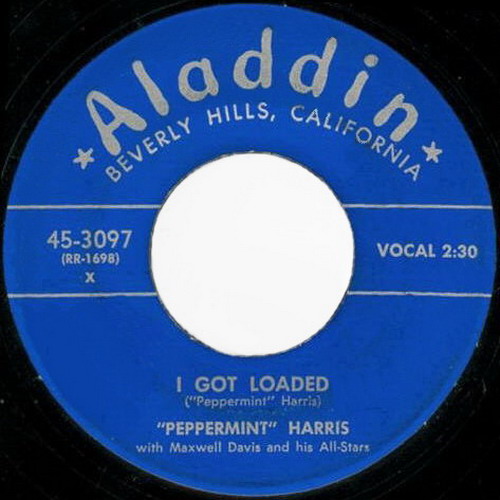 Aladdin
BEVERLY HILLS, CALIFORNIA
45-3097
(RR-1698)
X
VOCAL 2:30
I GOT LOADED
("Peppermint" Harris)
"PEPPERMINT" HARRIS
with Maxwell Davis and his All-Stars